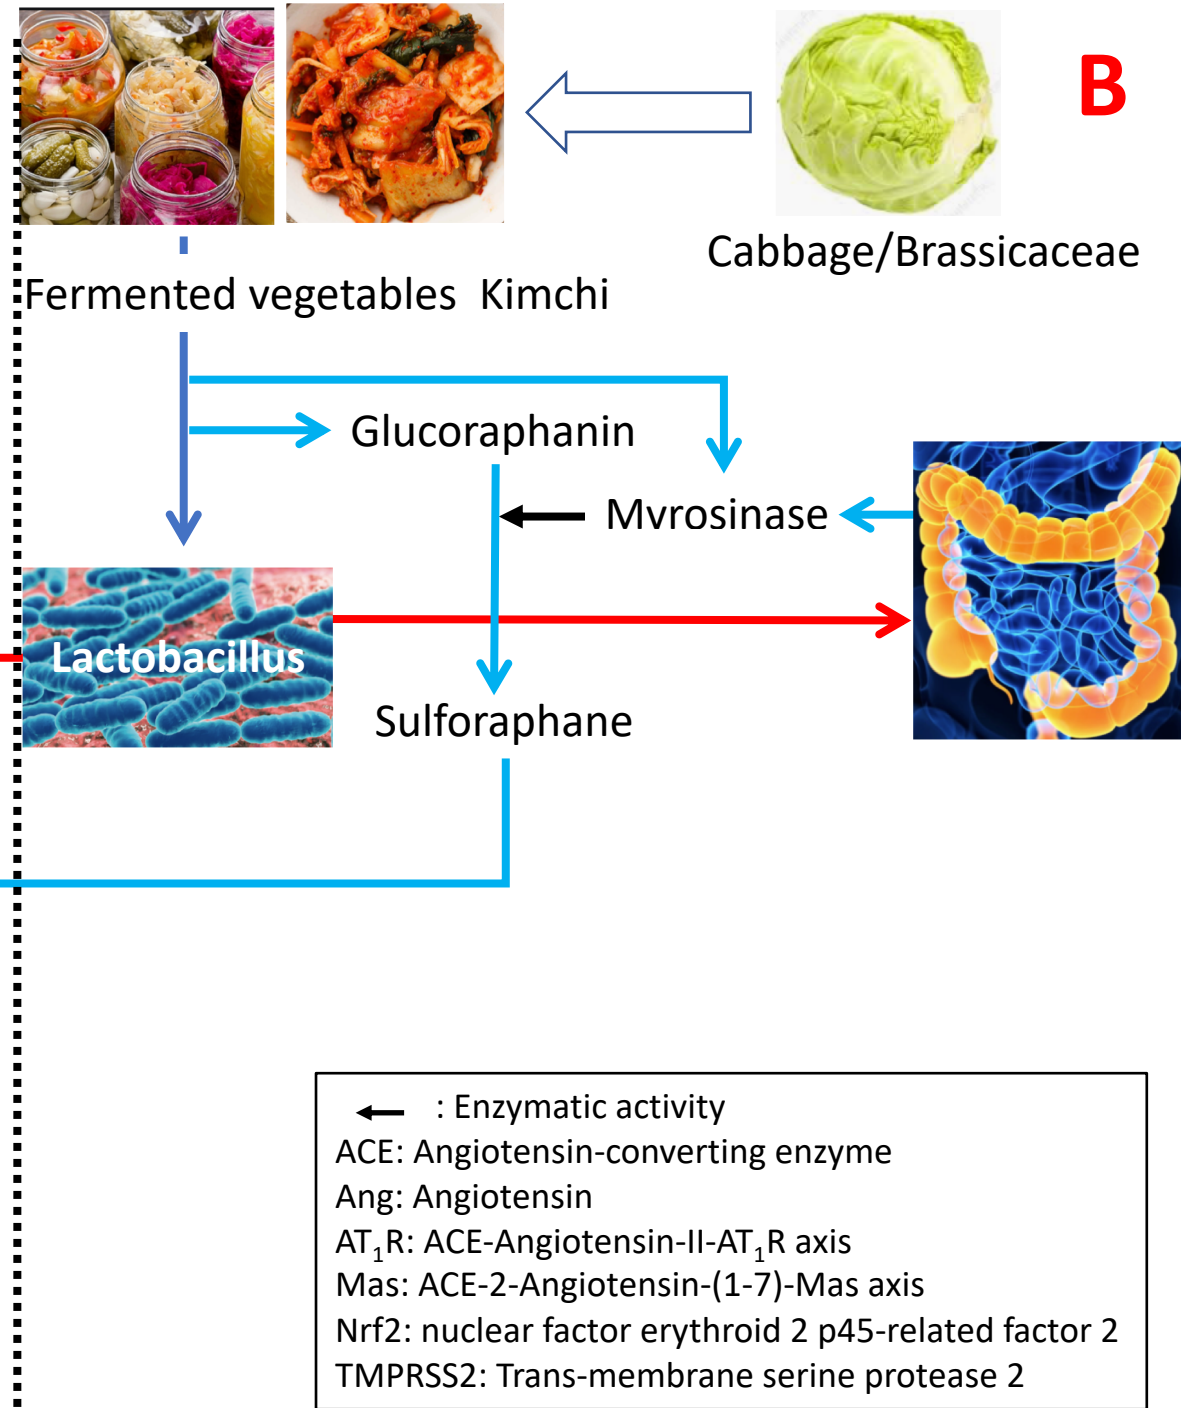 B
Cabbage/Brassicaceae
Fermented vegetables Kimchi
Glucoraphanin
Myrosinase
Lactobacillus
Sulforaphane
: Enzymatic activity
ACE: Angiotensin-converting enzyme
Ang: Angiotensin
AT₁R: ACE-Angiotensin-II-AT₁R axis
Mas: ACE-2-Angiotensin-(1-7)-Mas axis
Nrf2: nuclear factor erythroid 2 p45-related factor 2
TMPRSS2: Trans-membrane serine protease 2